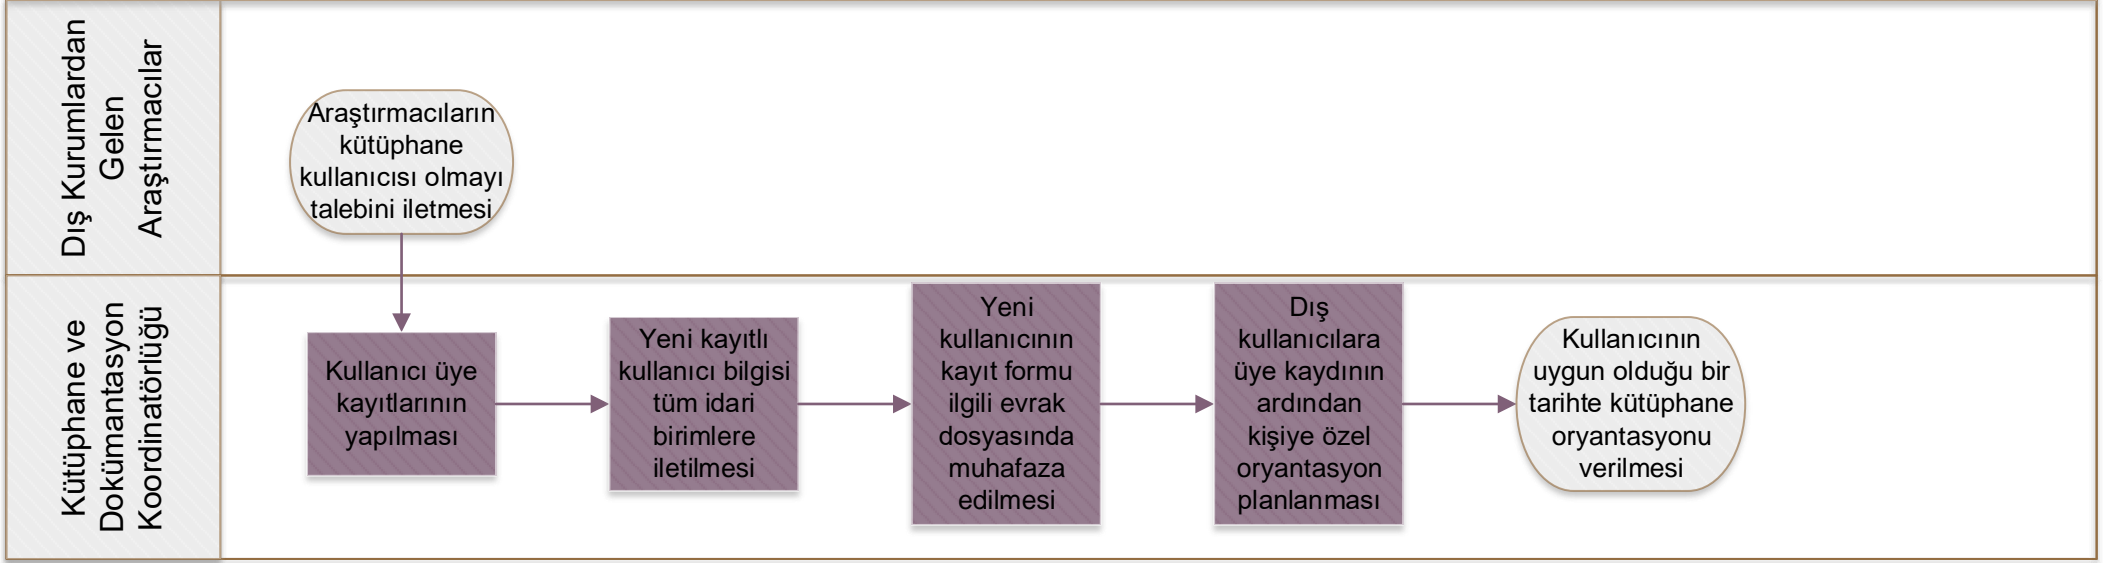 Dış Kurumlardan
Gelen
Araştırmacılar
Araştırmacıların
kütüphane
kullanıcısı olmayı
talebini iletmesi
Kütüphane ve
Dokümantasyon
Koordinatörlüğü
Kullanıcı üye
kayıtlarının
yapılması
Yeni kayıtlı
kullanıcı bilgisi
tüm idari
birimlere
iletilmesi
Yeni
kullanıcının
kayıt formu
ilgili evrak
dosyasında
muhafaza
edilmesi
Dış
kullanıcılara
üye kaydının
ardından
kişiye özel
oryantasyon
planlanması
Kullanıcının
uygun olduğu bir
tarihte kütüphane
oryantasyonu
verilmesi